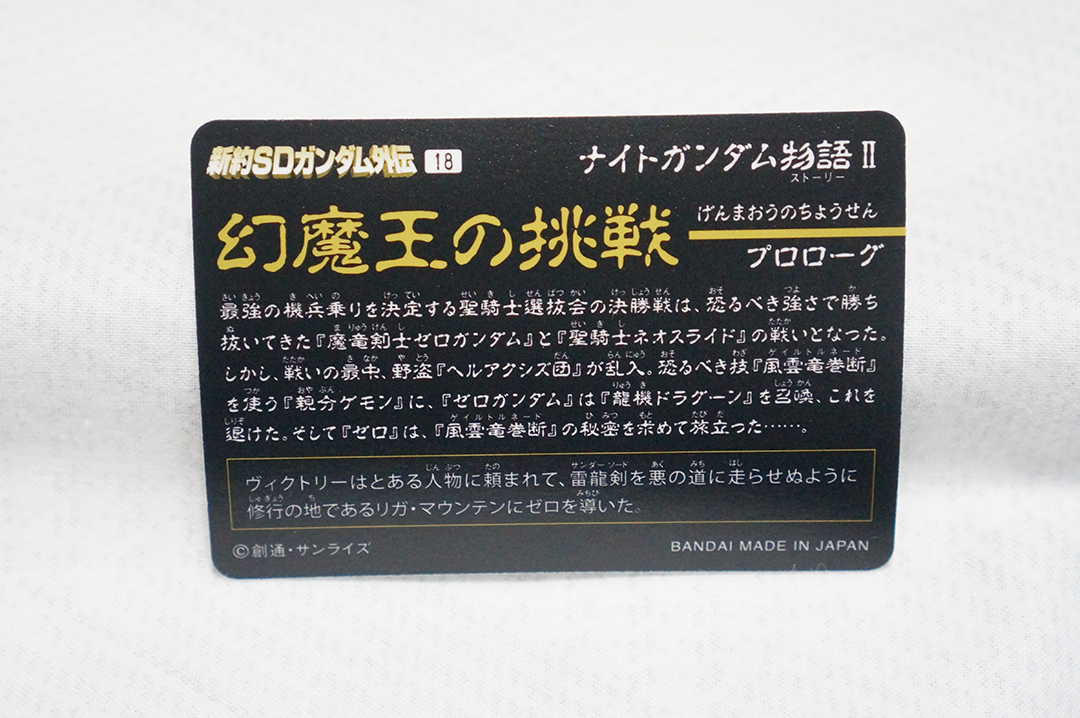 新約SDガンダム外伝 18
ナイトガンダム物語 II
ストーリー
幻魔王の挑戦
げんまおうのちょうせん
プロローグ
最強の機兵乗りを決定する聖騎士選抜会の決勝戦は、恐るべき強さで勝ち
抜いてきた『魔竜剣士ゼロガンダム』と『聖騎士ネオスライド』の戦いとなった。
しかし、戦いの最中、野盗『ヘルアクシズ団』が乱入。恐るべき技『風雲竜巻断』
を使う『親分ゲモン』に、『ゼロガンダム』は『龍機ドラグーン』を召喚、これを
退けた。そして『ゼロ』は、『風雲竜巻断』の秘密を求めて旅立った……。
ヴィクトリーはとある人物に頼まれて、雷龍剣を悪の道に走らせぬように
修行の地であるリガ・マウンテンにゼロを導いた。
©創通・サンライズ
BANDAI MADE IN JAPAN